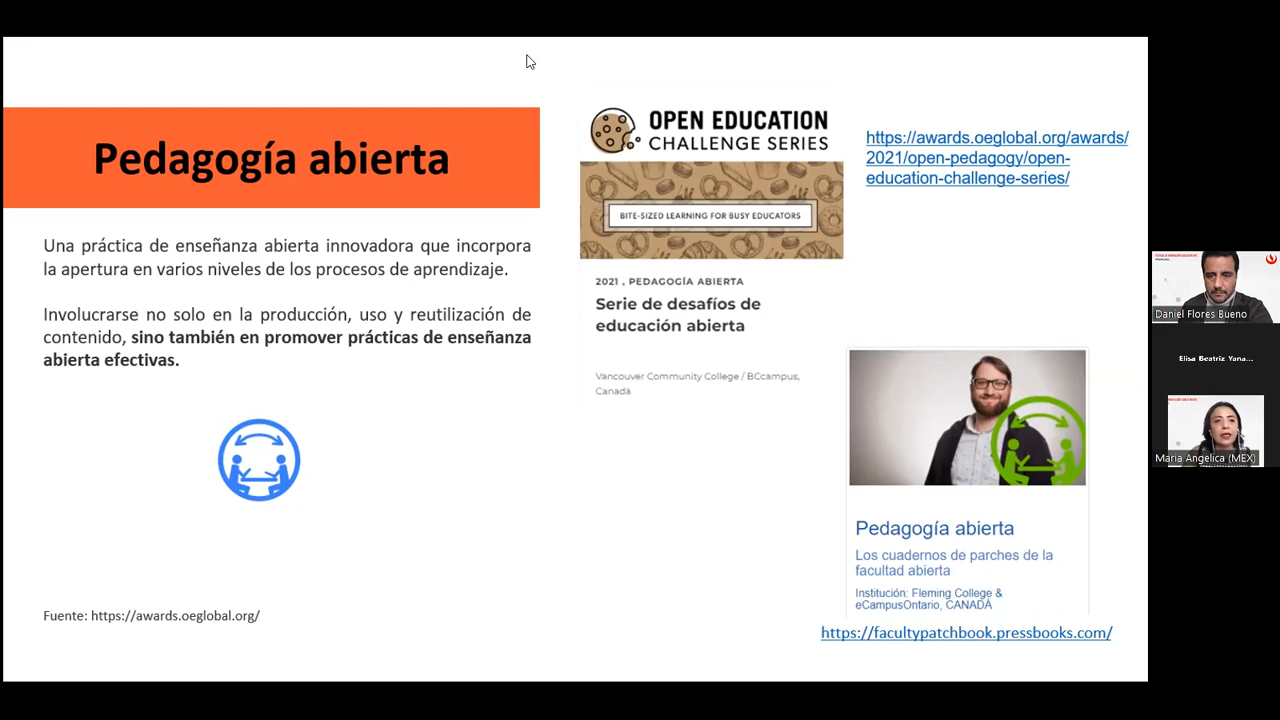 Pedagogía abierta
Una práctica de enseñanza abierta innovadora que incorpora
la apertura en varios niveles de los procesos de aprendizaje.
Involucrarse no solo en la producción, uso y reutilización de
contenido, sino también en promover prácticas de enseñanza
abierta efectivas.
Fuente: https://awards.oeglobal.org/
OPEN EDUCATION
CHALLENGE SERIES
BITE-SIZED LEARNING FOR BUSY EDUCATORS
2021 , PEDAGOGÍA ABIERTA
Serie de desafíos de
educación abierta
Vancouver Community College / BCcampus,
Canadá
https://awards.oeglobal.org/awards/
2021/open-pedagogy/open-
education-challenge-series/
Pedagogía abierta
Los cuadernos de parches de la
facultad abierta
Institución: Fleming College &
eCampusOntario, CANADÁ
https://facultypatchbook.pressbooks.com/
Daniel Flores Bueno
Elisa Beatriz Yana...
Maria Angelica (MEX)